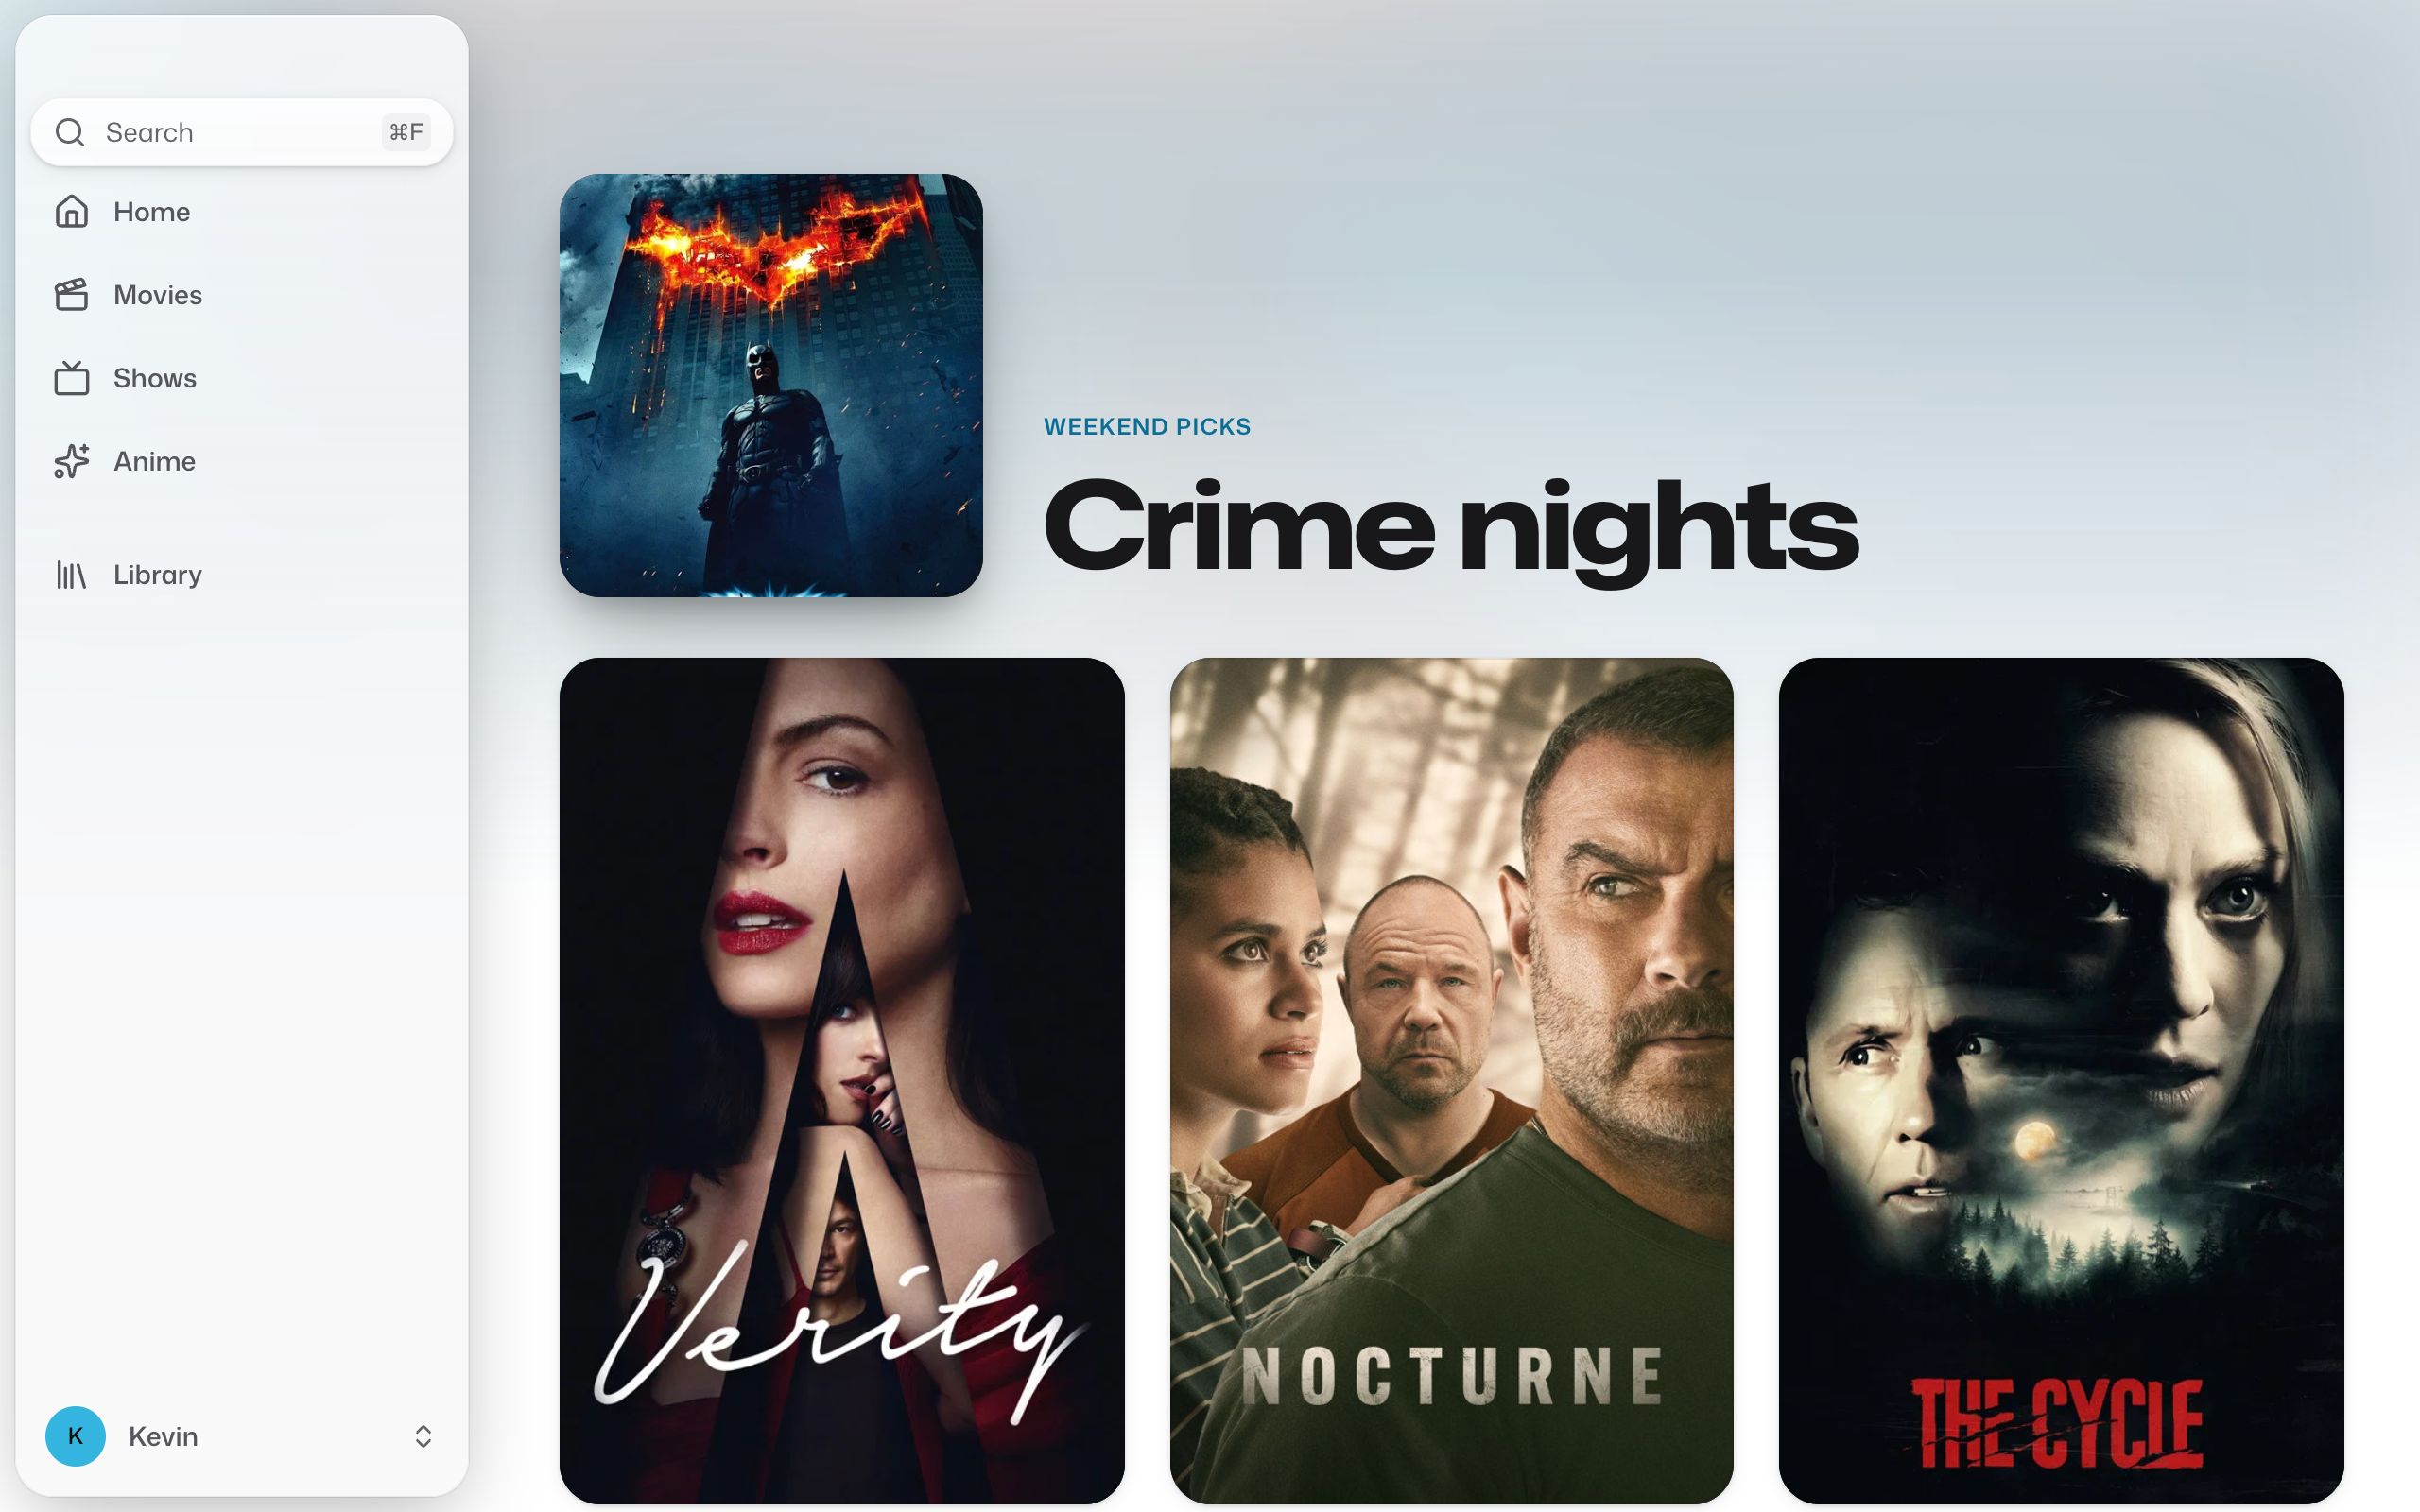 Search ⌘F
Home
Movies
Shows
Anime
Library
WEEKEND PICKS
Crime nights
Verity
NOCTURNE
THE CYCLE
K Kevin